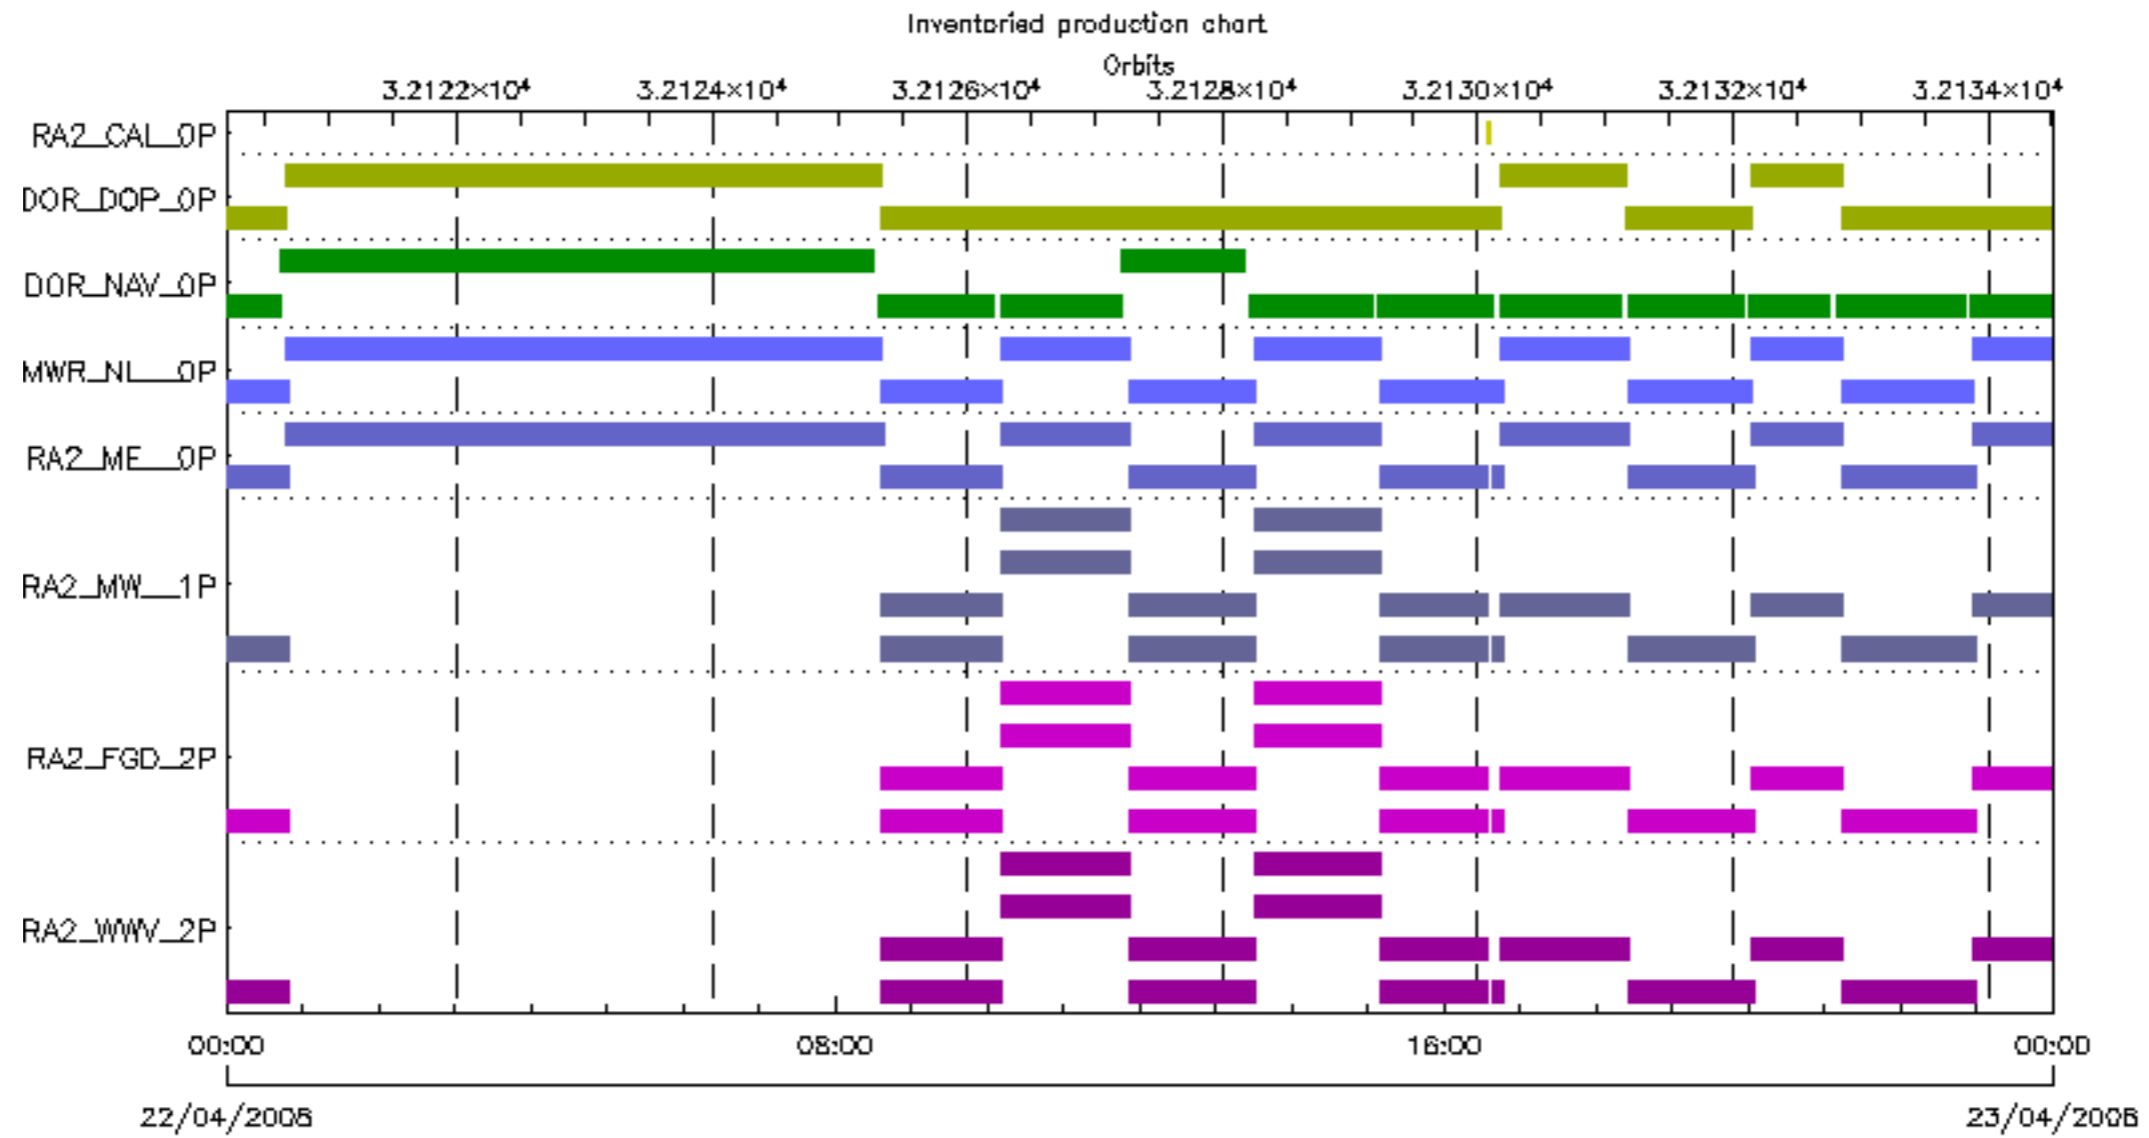 Inventoried production chart
Orbits
3.2122×10⁴ 3.2124×10⁴ 3.2126×10⁴ 3.2128×10⁴ 3.2130×10⁴ 3.2132×10⁴ 3.2134×10⁴
RA2_CAL_0P
DOR_DOP_0P
DOR_NAV_0P
MWR_NL__0P
RA2_ME__0P
RA2_MW__1P
RA2_FGD_2P
RA2_WWV_2P
00:00 08:00 16:00 00:00
22/04/2008 23/04/2008